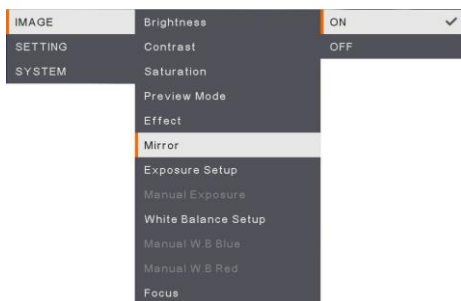 IMAGE
SETTING
SYSTEM
Brightness
Contrast
Saturation
Preview Mode
Effect
Mirror
Exposure Setup
Manual Exposure
White Balance Setup
Manual W.B Blue
Manual W.B Red
Focus
ON
OFF